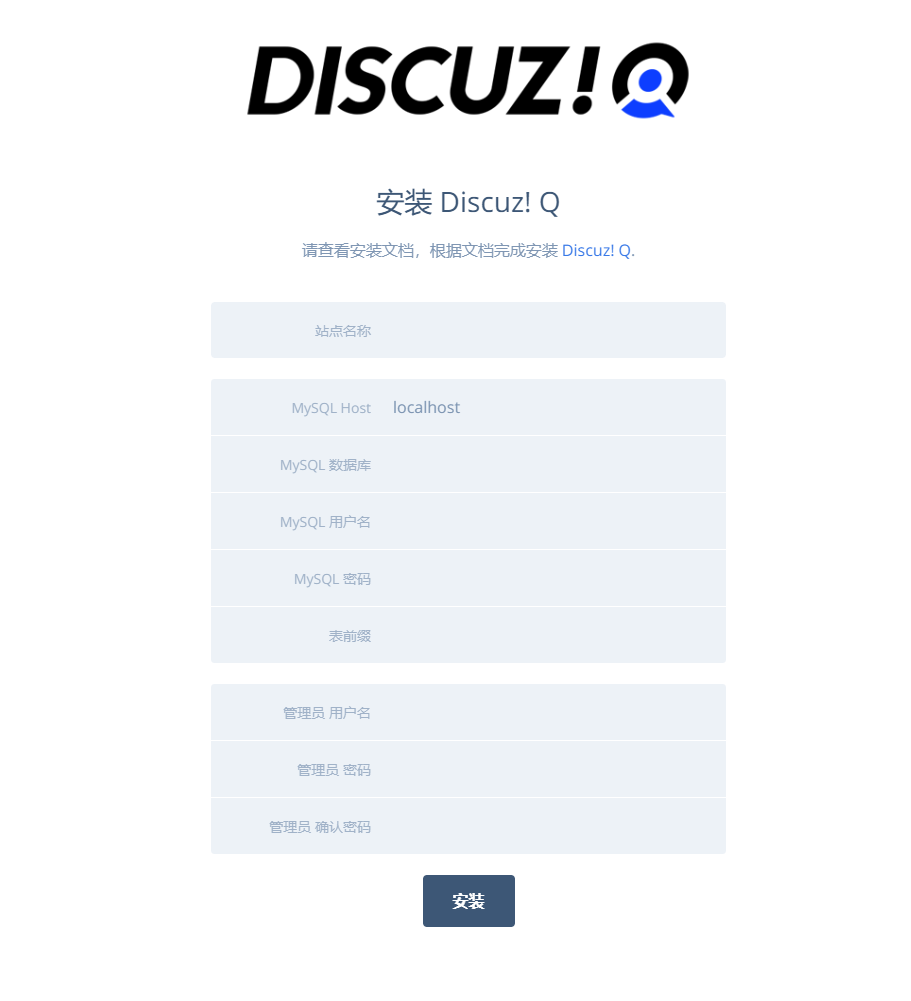 DISCUZ! Q
安装 Discuz! Q
请查看安装文档，根据文档完成安装 Discuz! Q.
站点名称
MySQL Host localhost
MySQL 数据库
MySQL 用户名
MySQL 密码
表前缀
管理员 用户名
管理员 密码
管理员 确认密码
安装